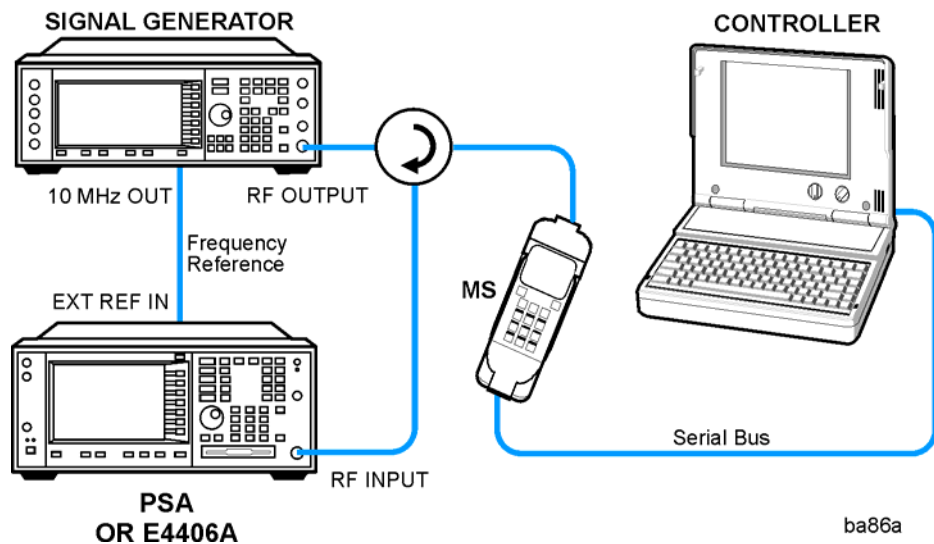 SIGNAL GENERATOR
CONTROLLER
10 MHz OUT
RF OUTPUT
Frequency
Reference
MS
EXT REF IN
Serial Bus
RF INPUT
PSA
OR E4406A
ba86a